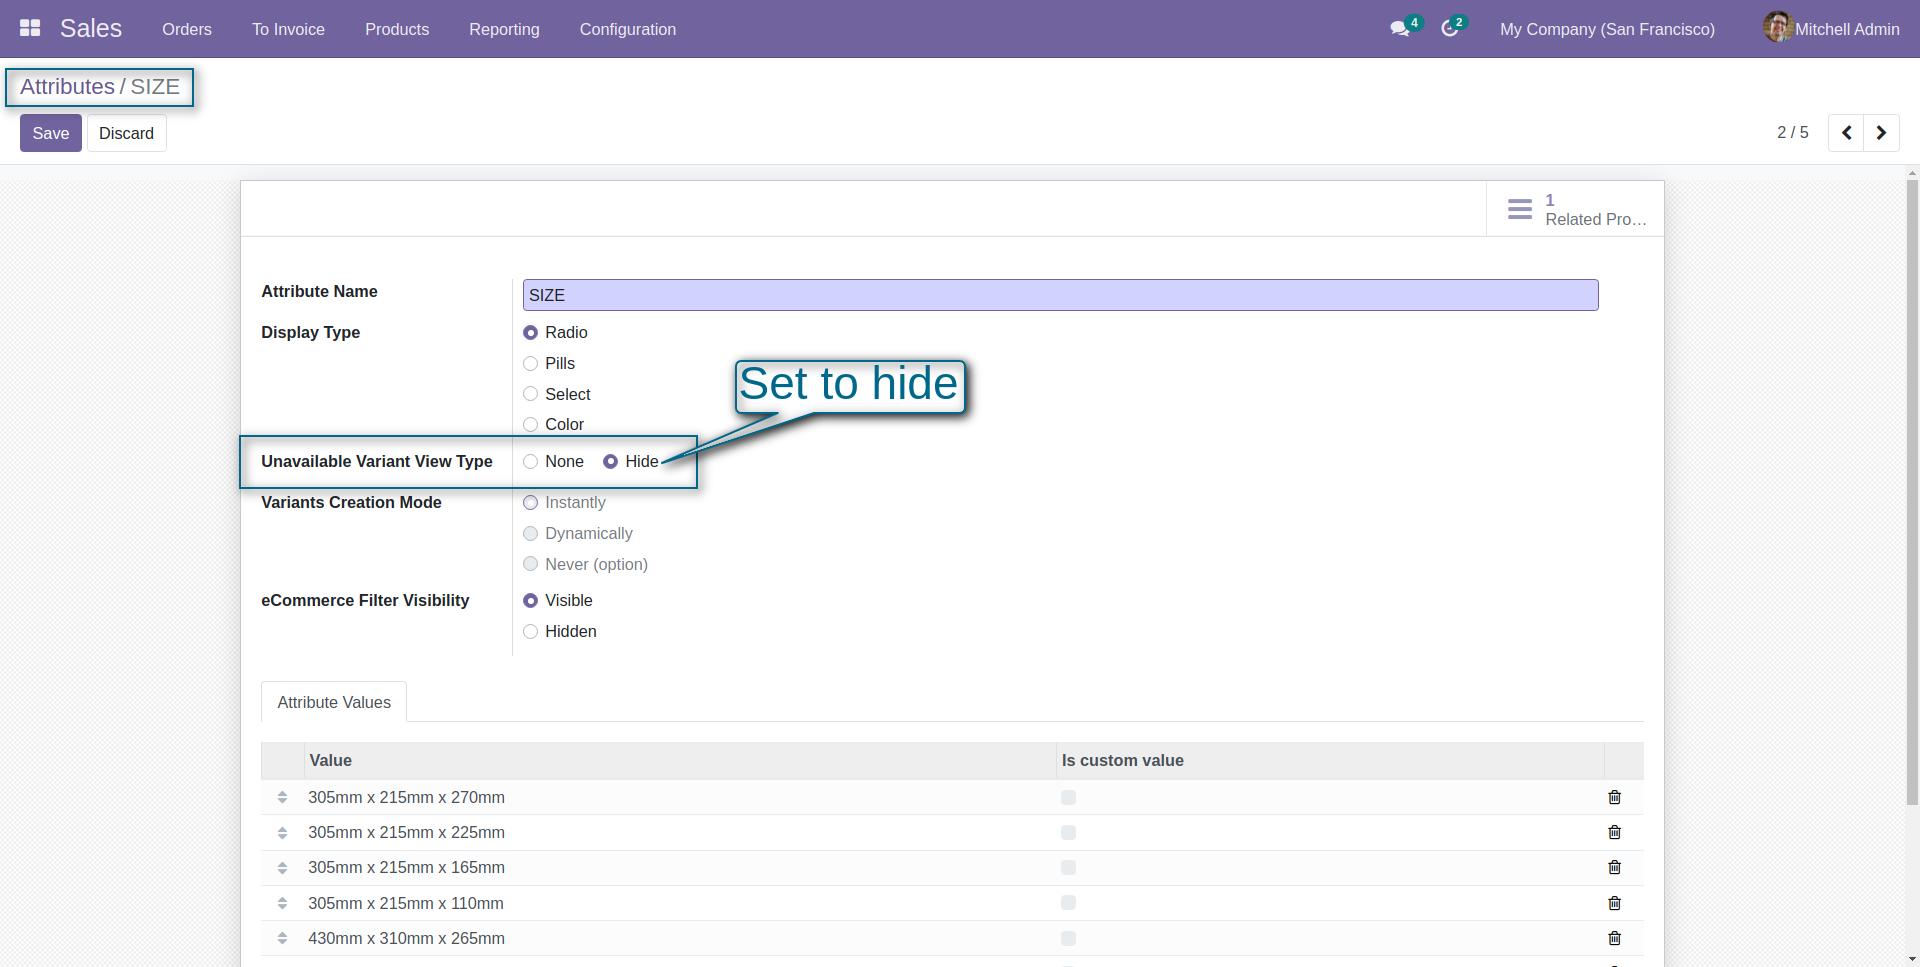 Sales Orders To Invoice Products Reporting Configuration 4 2 My Company (San Francisco) Mitchell Admin
Attributes / SIZE
Save Discard 2 / 5
1
Related Pro...
Attribute Name SIZE
Display Type Radio
Pills
Set to hide
Select
Color
Unavailable Variant View Type None Hide
Variants Creation Mode Instantly
Dynamically
Never (option)
eCommerce Filter Visibility Visible
Hidden
Attribute Values
Value Is custom value
305mm x 215mm x 270mm
305mm x 215mm x 225mm
305mm x 215mm x 165mm
305mm x 215mm x 110mm
430mm x 310mm x 265mm